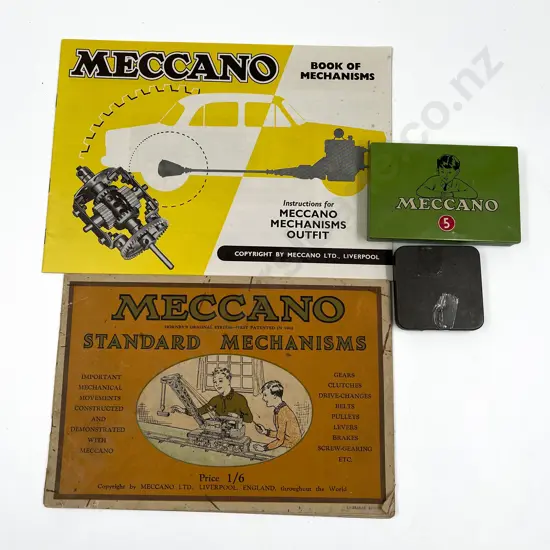 MECCANO
BOOK OF
MECHANISMS
Instructions for
MECCANO
MECHANISMS
OUTFIT
COPYRIGHT BY MECCANO LTD., LIVERPOOL
MECCANO
5
MECCANO
STANDARD MECHANISMS
IMPORTANT
MECHANICAL
MOVEMENTS
CONSTRUCTED
AND
DEMONSTRATED
WITH
MECCANO
GEARS
CLUTCHES
DRIVE-CHANGES
BELTS
PULLEYS
LEVERS
BRAKES
SCREW-GEARING
ETC.
Price 1/6
Copyright by MECCANO LTD. LIVERPOOL, ENGLAND, throughout the World